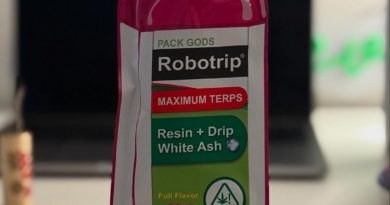 PACK GODS
Robotrip®
MAXIMUM TERPS
Resin + Drip
White Ash
Full Flavor